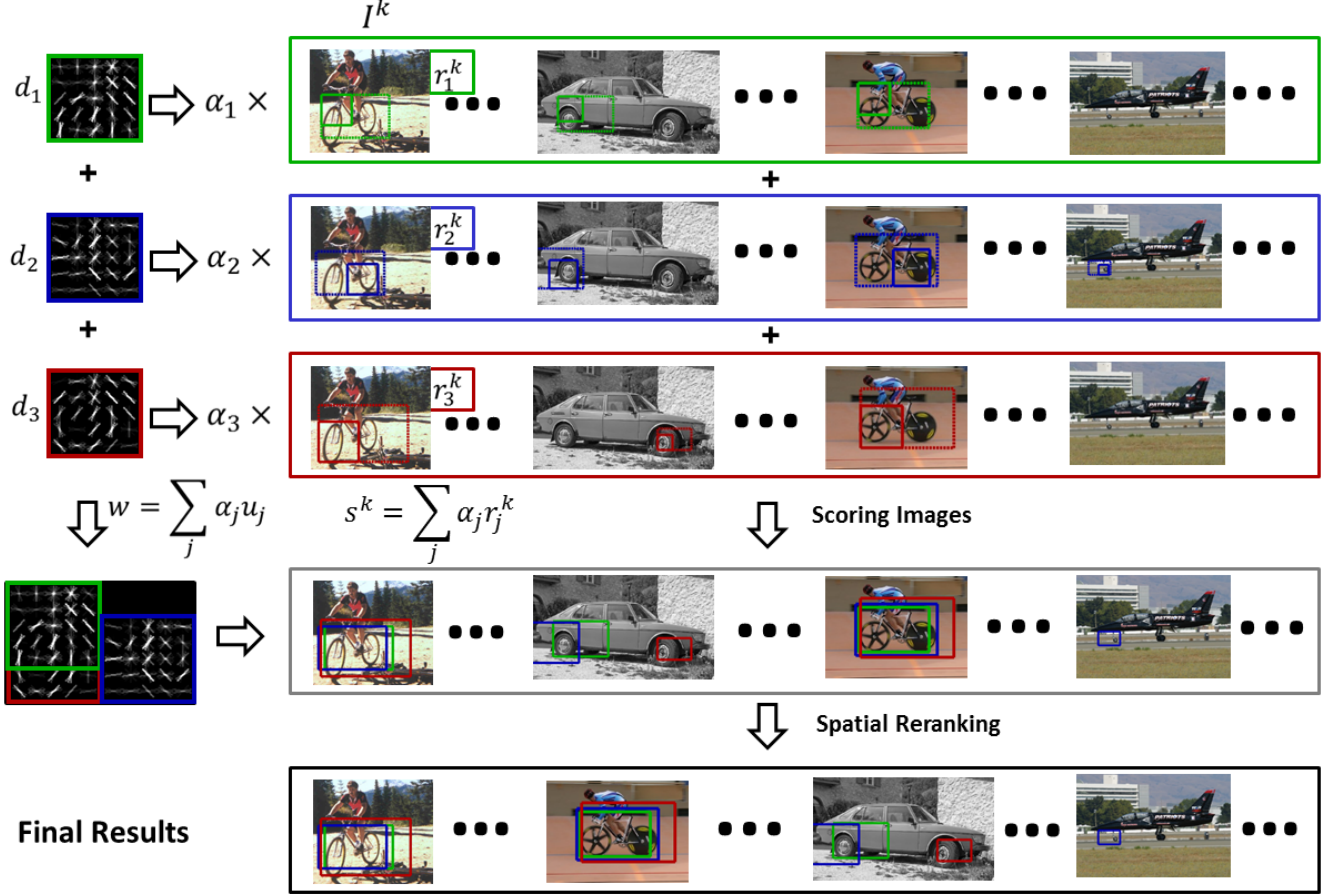 I^k
d_1 α_1 × r_1^k
+ +
d_2 α_2 × r_2^k
PATRIOTS
+ +
d_3 α_3 × r_3^k
w = ∑_j α_j u_j s^k = ∑_j α_j r_j^k Scoring Images
Spatial Reranking
Final Results